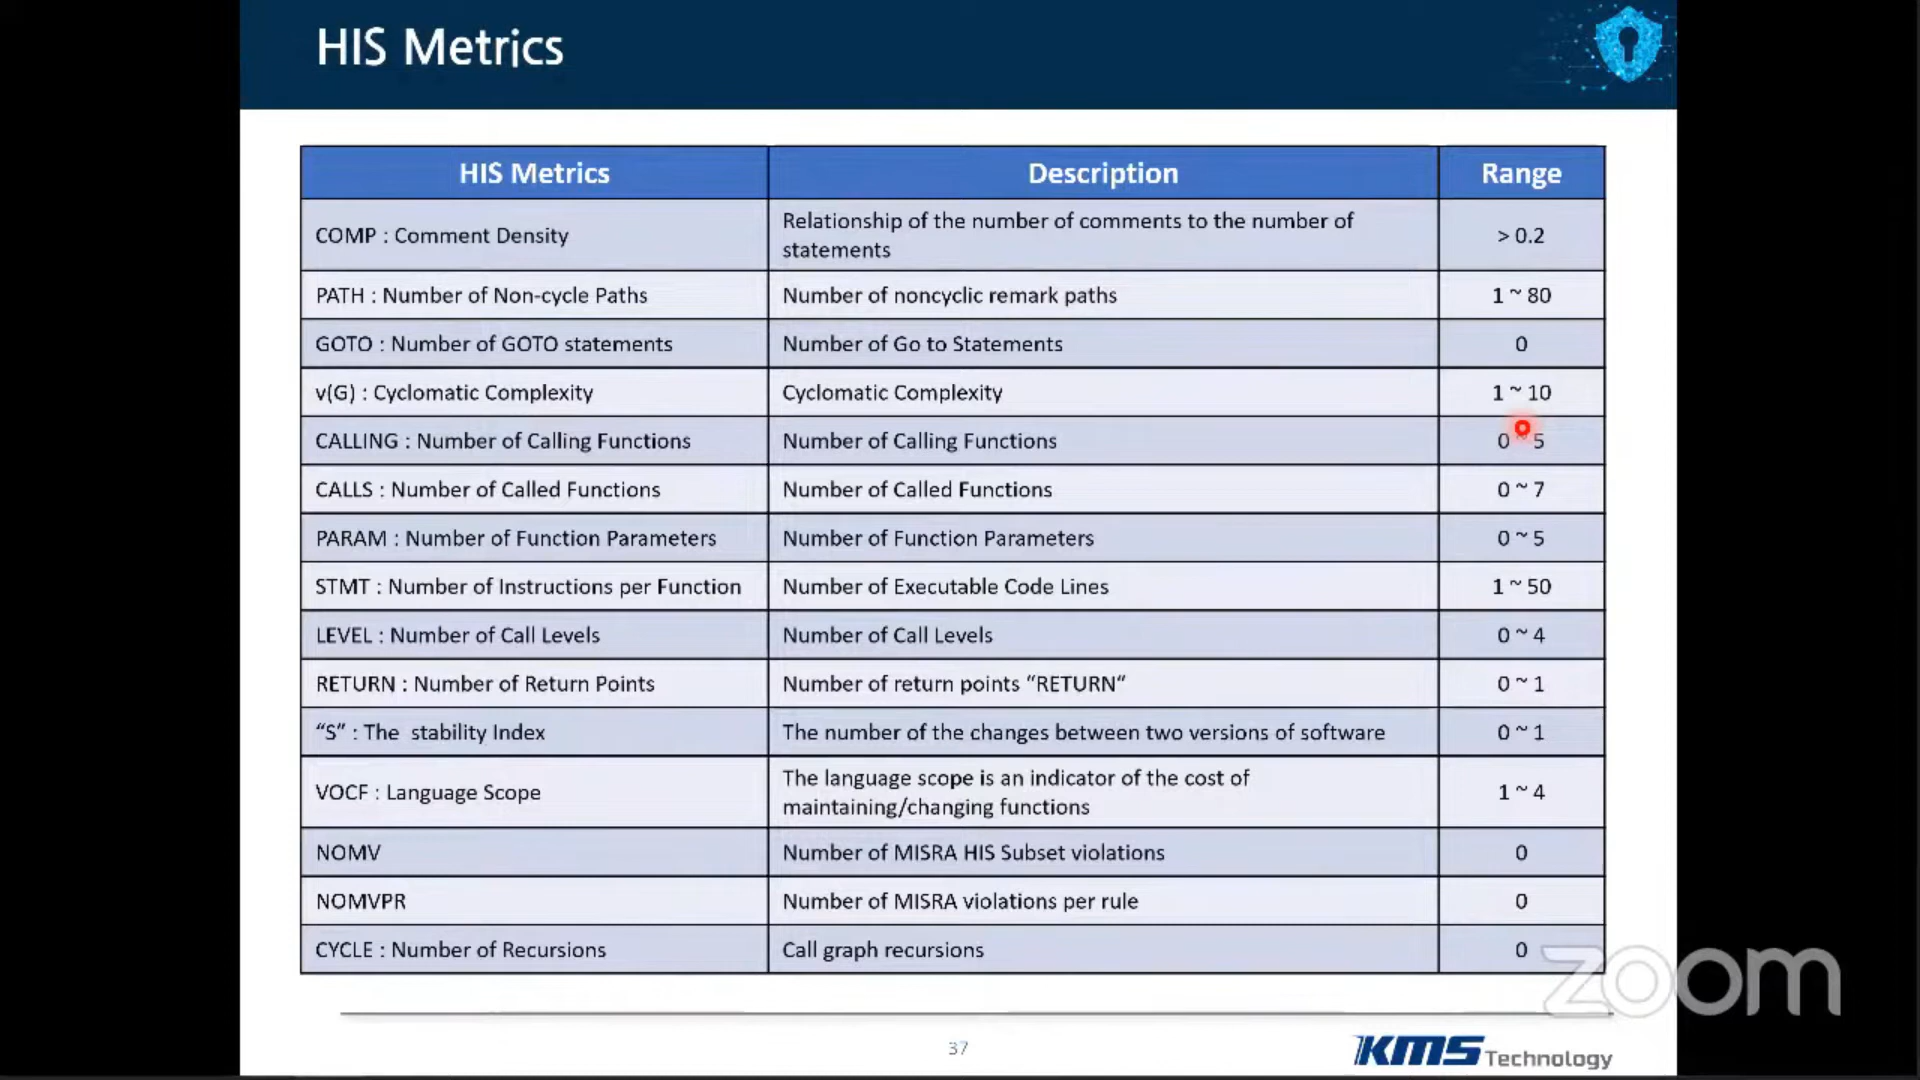 HIS Metrics
HIS Metrics Description Range
COMP : Comment Density Relationship of the number of comments to the number of statements > 0.2
PATH : Number of Non-cycle Paths Number of noncyclic remark paths 1 ~ 80
GOTO : Number of GOTO statements Number of Go to Statements 0
v(G) : Cyclomatic Complexity Cyclomatic Complexity 1 ~ 10
CALLING : Number of Calling Functions Number of Calling Functions 0 ~ 5
CALLS : Number of Called Functions Number of Called Functions 0 ~ 7
PARAM : Number of Function Parameters Number of Function Parameters 0 ~ 5
STMT : Number of Instructions per Function Number of Executable Code Lines 1 ~ 50
LEVEL : Number of Call Levels Number of Call Levels 0 ~ 4
RETURN : Number of Return Points Number of return points “RETURN“ 0 ~ 1
“S” : The stability Index The number of the changes between two versions of software 0 ~ 1
VOCF : Language Scope The language scope is an indicator of the cost of maintaining/changing functions 1 ~ 4
NOMV Number of MISRA HIS Subset violations 0
NOMVPR Number of MISRA violations per rule 0
CYCLE : Number of Recursions Call graph recursions 0
zoom
37
KMS Technology